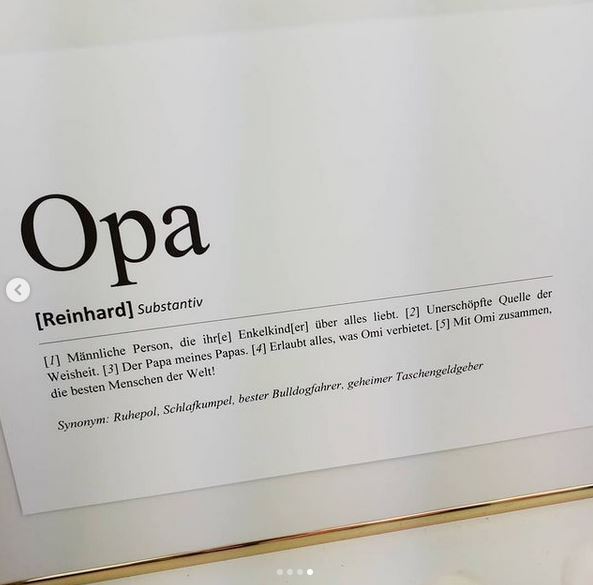 Opa
[Reinhard] Substantiv
[1] Männliche Person, die ihr[e] Enkelkind[er] über alles liebt. [2] Unerschöpfte Quelle der
Weisheit. [3] Der Papa meines Papas. [4] Erlaubt alles, was Omi verbietet. [5] Mit Omi zusammen,
die besten Menschen der Welt!
Synonym: Ruhepol, Schlafkumpel, bester Bulldogfahrer, geheimer Taschengeldgeber